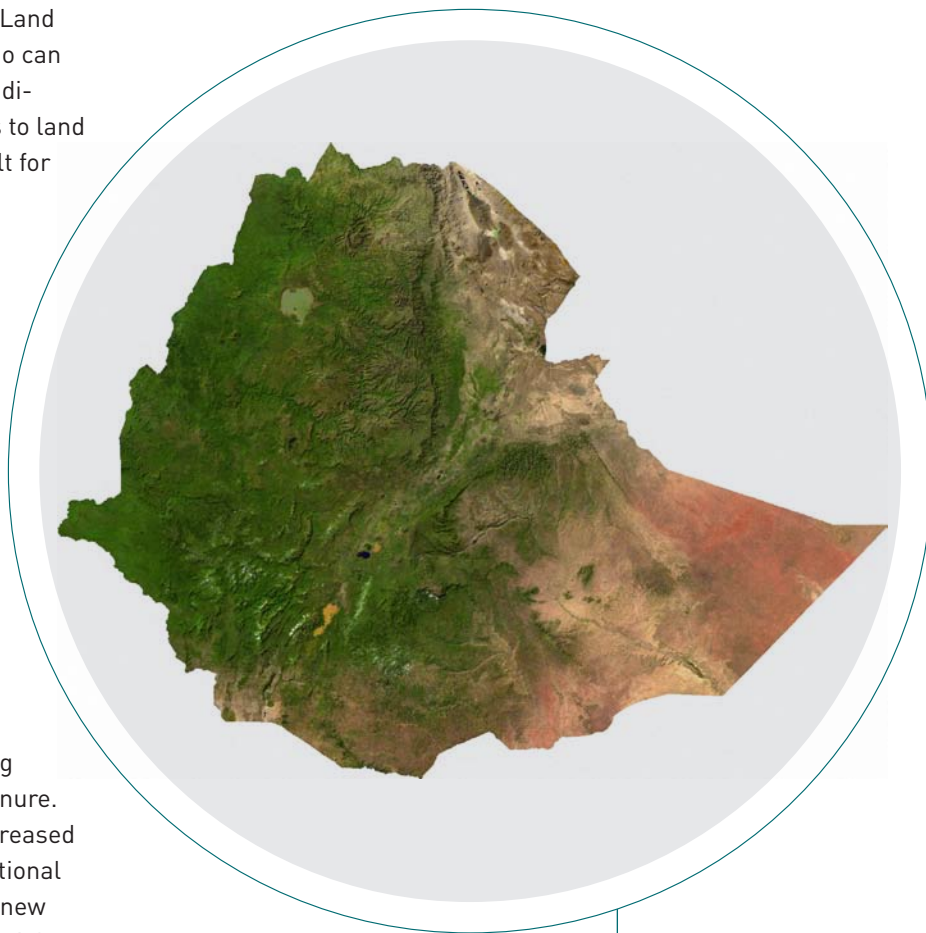 Land
o can
di-
to land
lt for
g
nure.
reased
tional
new